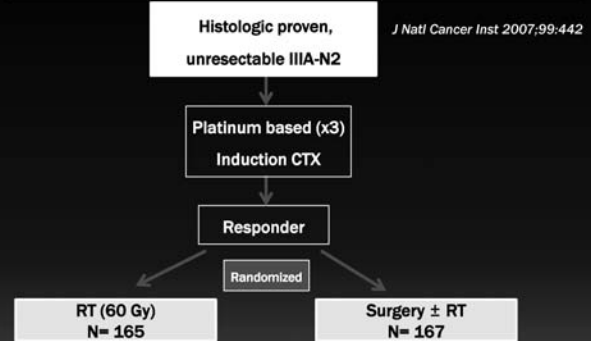 Histologic proven,
unresectable IIIA-N2
J Natl Cancer Inst 2007;99:442
Platinum based (x3)
Induction CTX
Responder
Randomized
RT (60 Gy)
N= 165
Surgery ± RT
N= 167